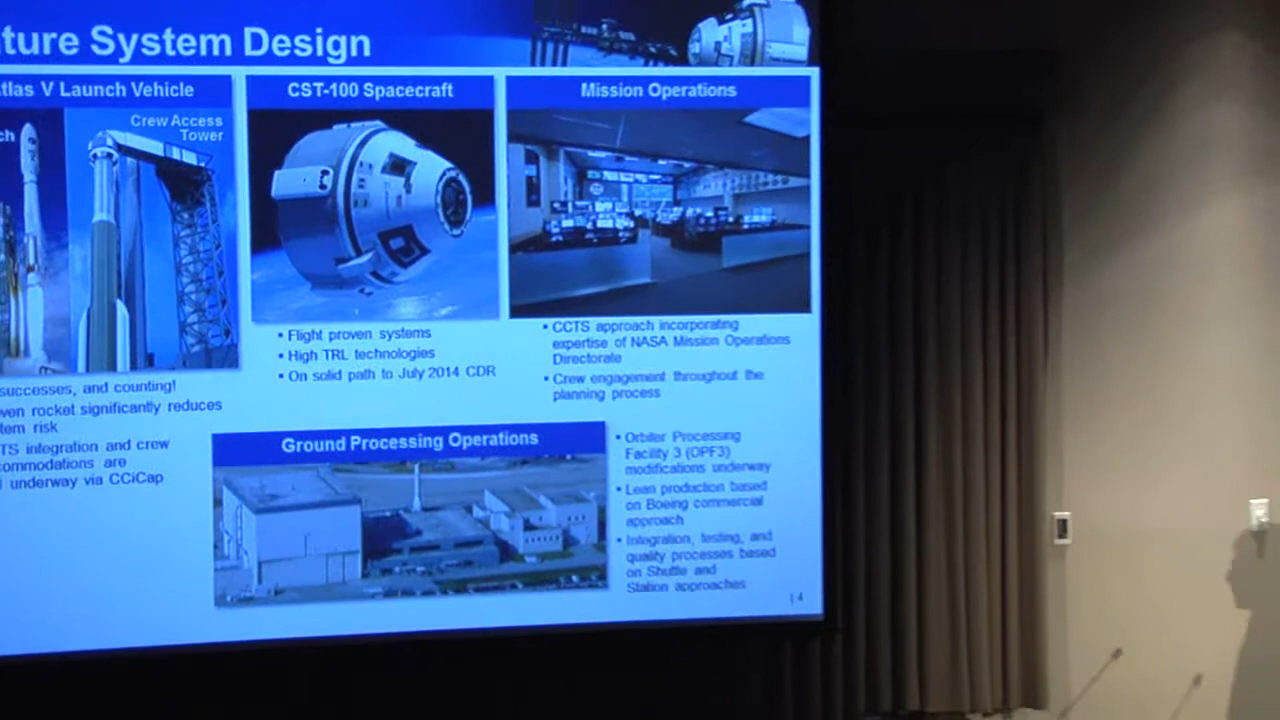 ture System Design
tlas V Launch Vehicle
ch
Crew Access
Tower
successes, and counting!
ven rocket significantly reduces
tem risk
TS integration and crew
commodations are
underway via CCiCap
CST-100 Spacecraft
▪ Flight proven systems
▪ High TRL technologies
▪ On solid path to July 2014 CDR
Mission Operations
▪ CCTS approach incorporating
expertise of NASA Mission Operations
Directorate
▪ Crew engagement throughout the
planning process
Ground Processing Operations
▪ Orbiter Processing
Facility 3 (OPF3)
modifications underway
▪ Lean production based
on Boeing commercial
approach
▪ Integration, testing, and
quality processes based
on Shuttle and
Station approaches
| 4